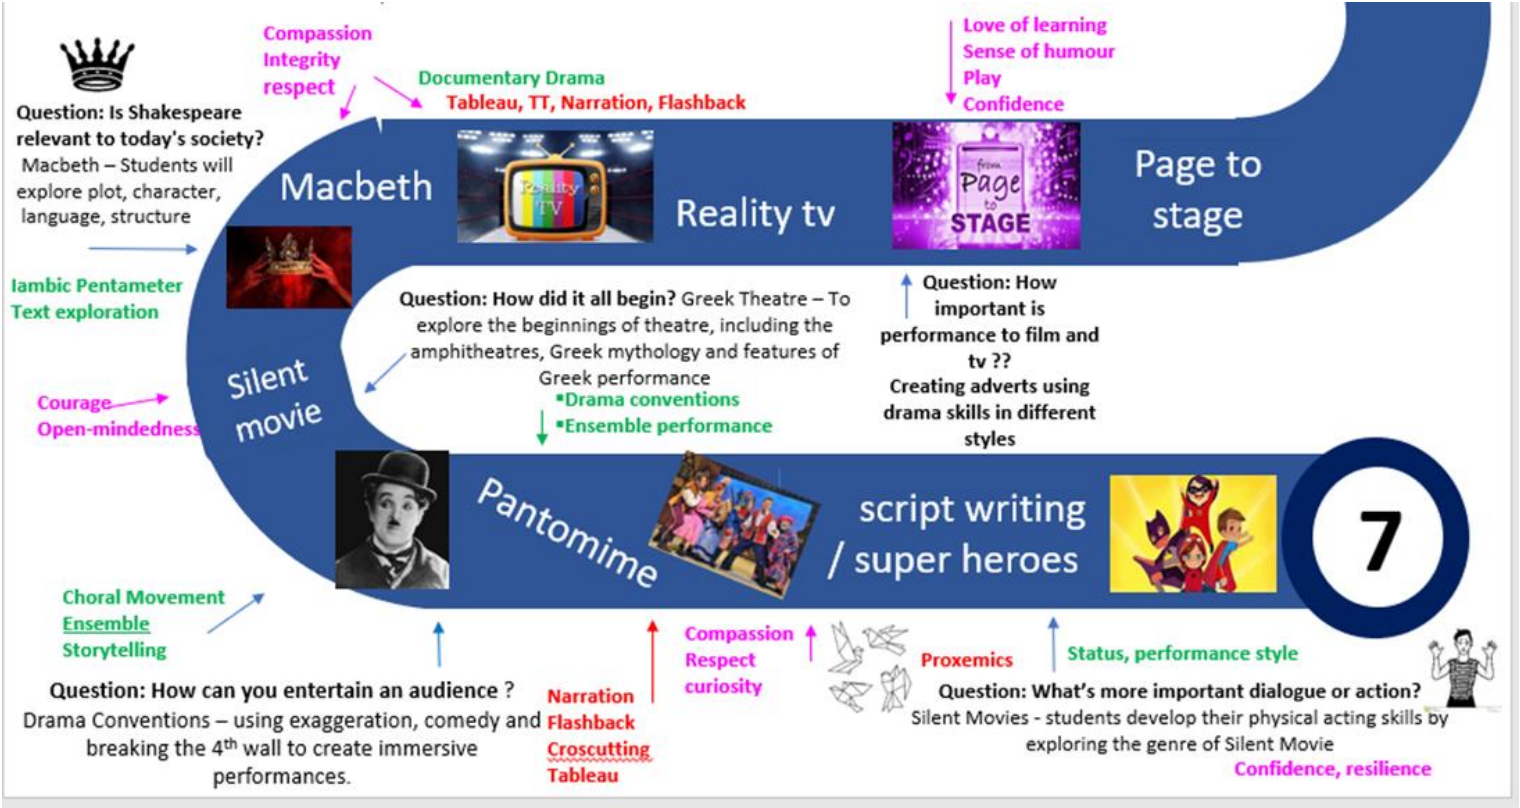 Compassion
Integrity
respect
Documentary Drama
Tableau, TT, Narration, Flashback
Love of learning
Sense of humour
Play
Confidence
Question: Is Shakespeare
relevant to today's society?
Macbeth – Students will
explore plot, character,
language, structure
Iambic Pentameter
Text exploration
Macbeth
Reality
TV
Reality tv
from
Page
to
STAGE
Page to
stage
Question: How did it all begin? Greek Theatre – To
explore the beginnings of theatre, including the
amphitheatres, Greek mythology and features of
Greek performance
▪Drama conventions
▪Ensemble performance
Question: How
important is
performance to film and
tv ??
Creating adverts using
drama skills in different
styles
Courage
Open-mindedness
Silent
movie
Pantomime
script writing
/ super heroes
7
Choral Movement
Ensemble
Storytelling
Question: How can you entertain an audience ?
Drama Conventions – using exaggeration, comedy and
breaking the 4th wall to create immersive
performances.
Narration
Flashback
Croscutting
Tableau
Compassion
Respect
curiosity
Proxemics
Status, performance style
Question: What's more important dialogue or action?
Silent Movies - students develop their physical acting skills by
exploring the genre of Silent Movie
Confidence, resilience